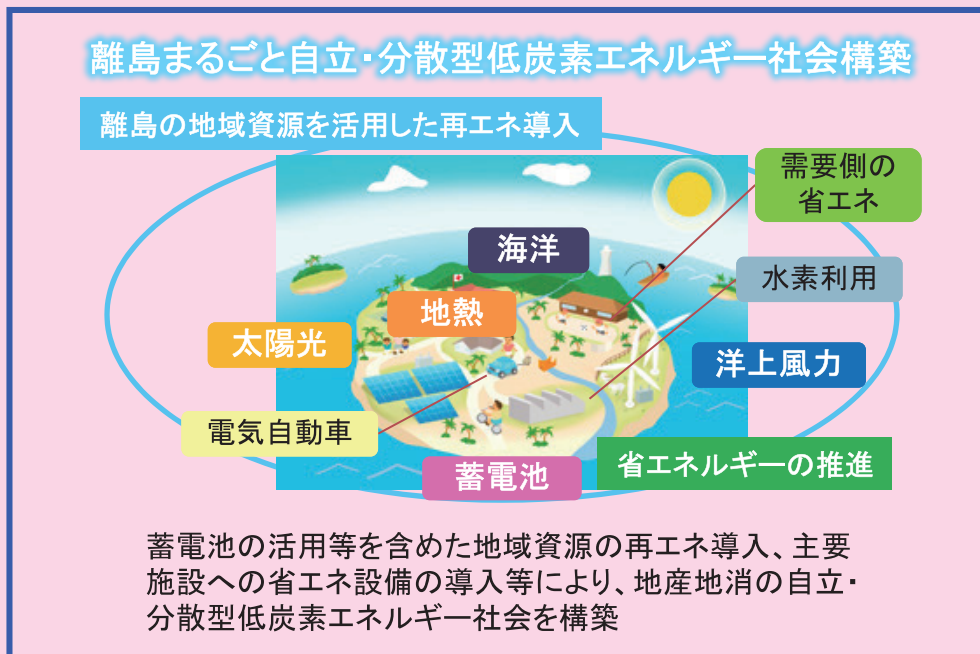 離島まるごと自立・分散型低炭素エネルギー社会構築
離島の地域資源を活用した再エネ導入
需要側の
省エネ
海洋
水素利用
地熱
太陽光
洋上風力
電気自動車
省エネルギーの推進
蓄電池
蓄電池の活用等を含めた地域資源の再エネ導入、主要
施設への省エネ設備の導入等により、地産地消の自立・
分散型低炭素エネルギー社会を構築